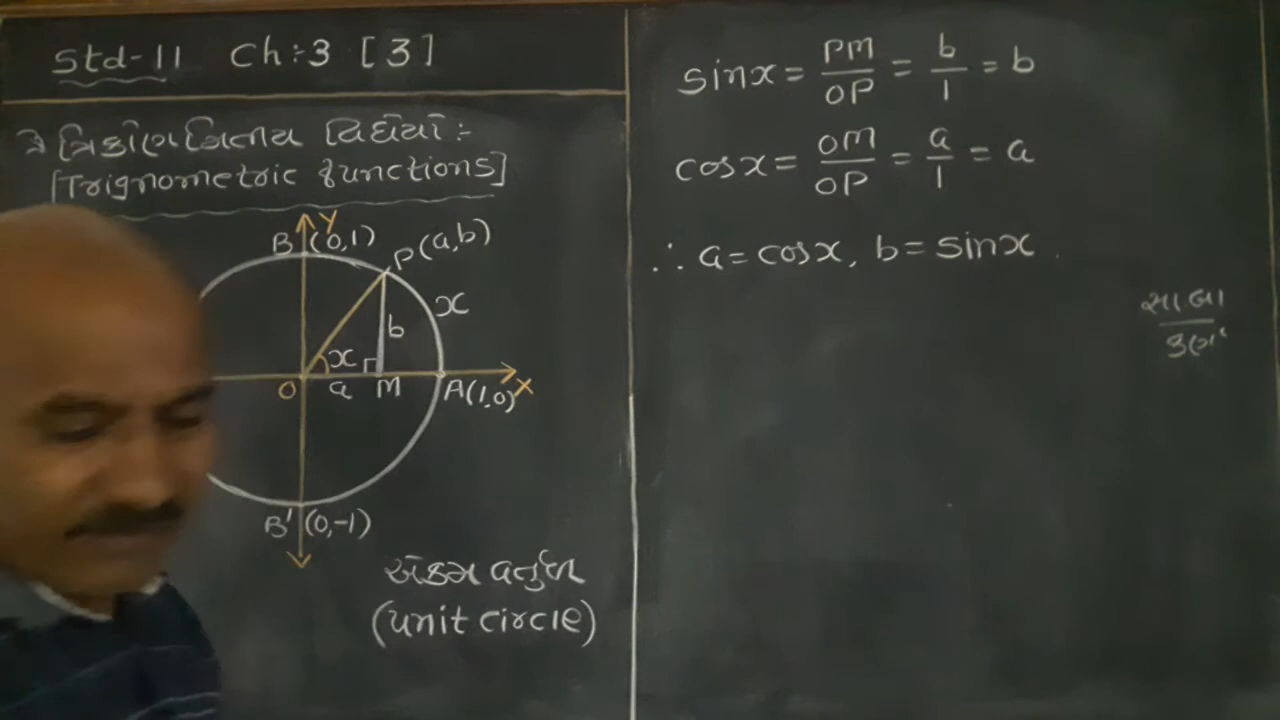 Std-11 Ch:-3 [3]
ત્રિકોણમિતીય વિધેયો :-
[Trignometric functions]
Y
B (0,1)
P(a,b)
x
b
x
O a M A(1,0) X
B' (0,-1)
એકમ વર્તુળ
(unit circle)
sinx = PM/OP = b/1 = b
cosx = OM/OP = a/1 = a
∴ a = cosx, b = sinx
સા.બા
કર્ણ